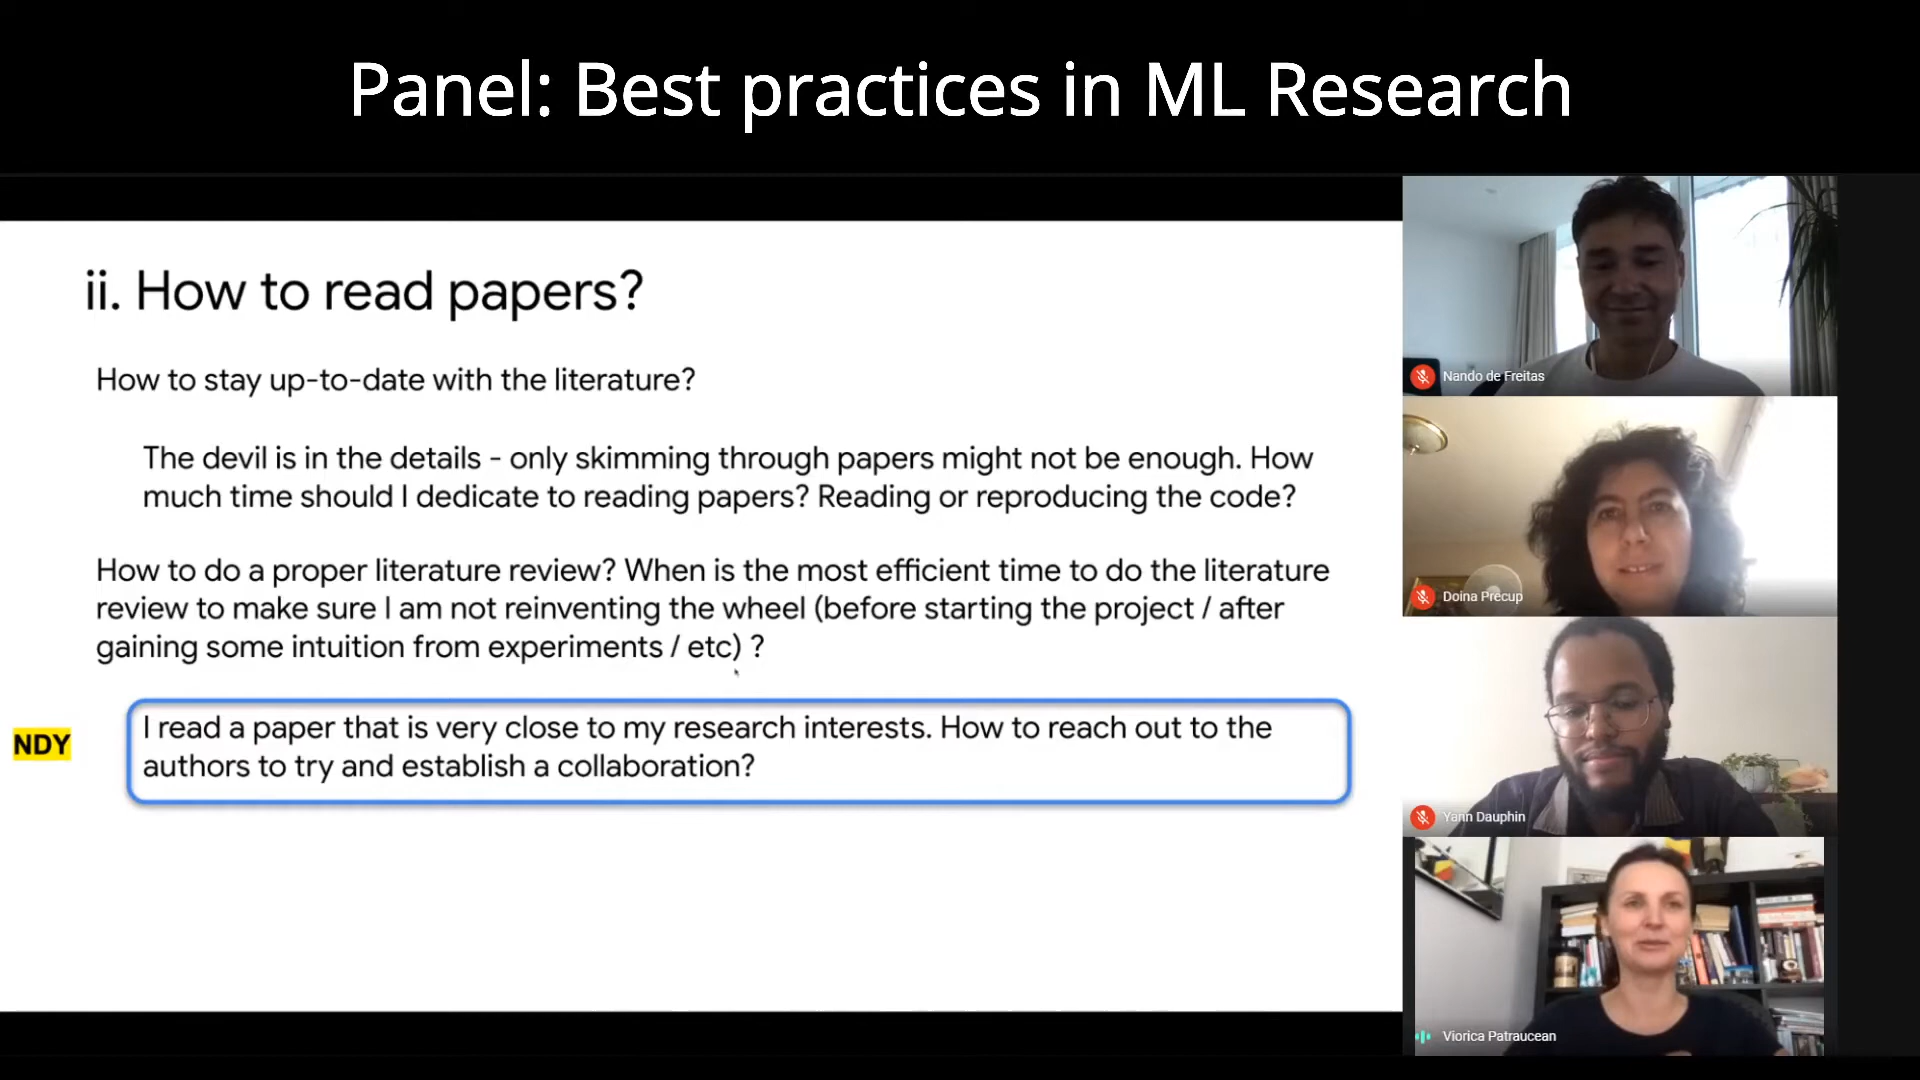 Panel: Best practices in ML Research
ii. How to read papers?
How to stay up-to-date with the literature?
The devil is in the details - only skimming through papers might not be enough. How
much time should I dedicate to reading papers? Reading or reproducing the code?
How to do a proper literature review? When is the most efficient time to do the literature
review to make sure I am not reinventing the wheel (before starting the project / after
gaining some intuition from experiments / etc) ?
NDY
I read a paper that is very close to my research interests. How to reach out to the
authors to try and establish a collaboration?
Nando de Freitas
Doina Precup
Yann Dauphin
Viorica Patraucean